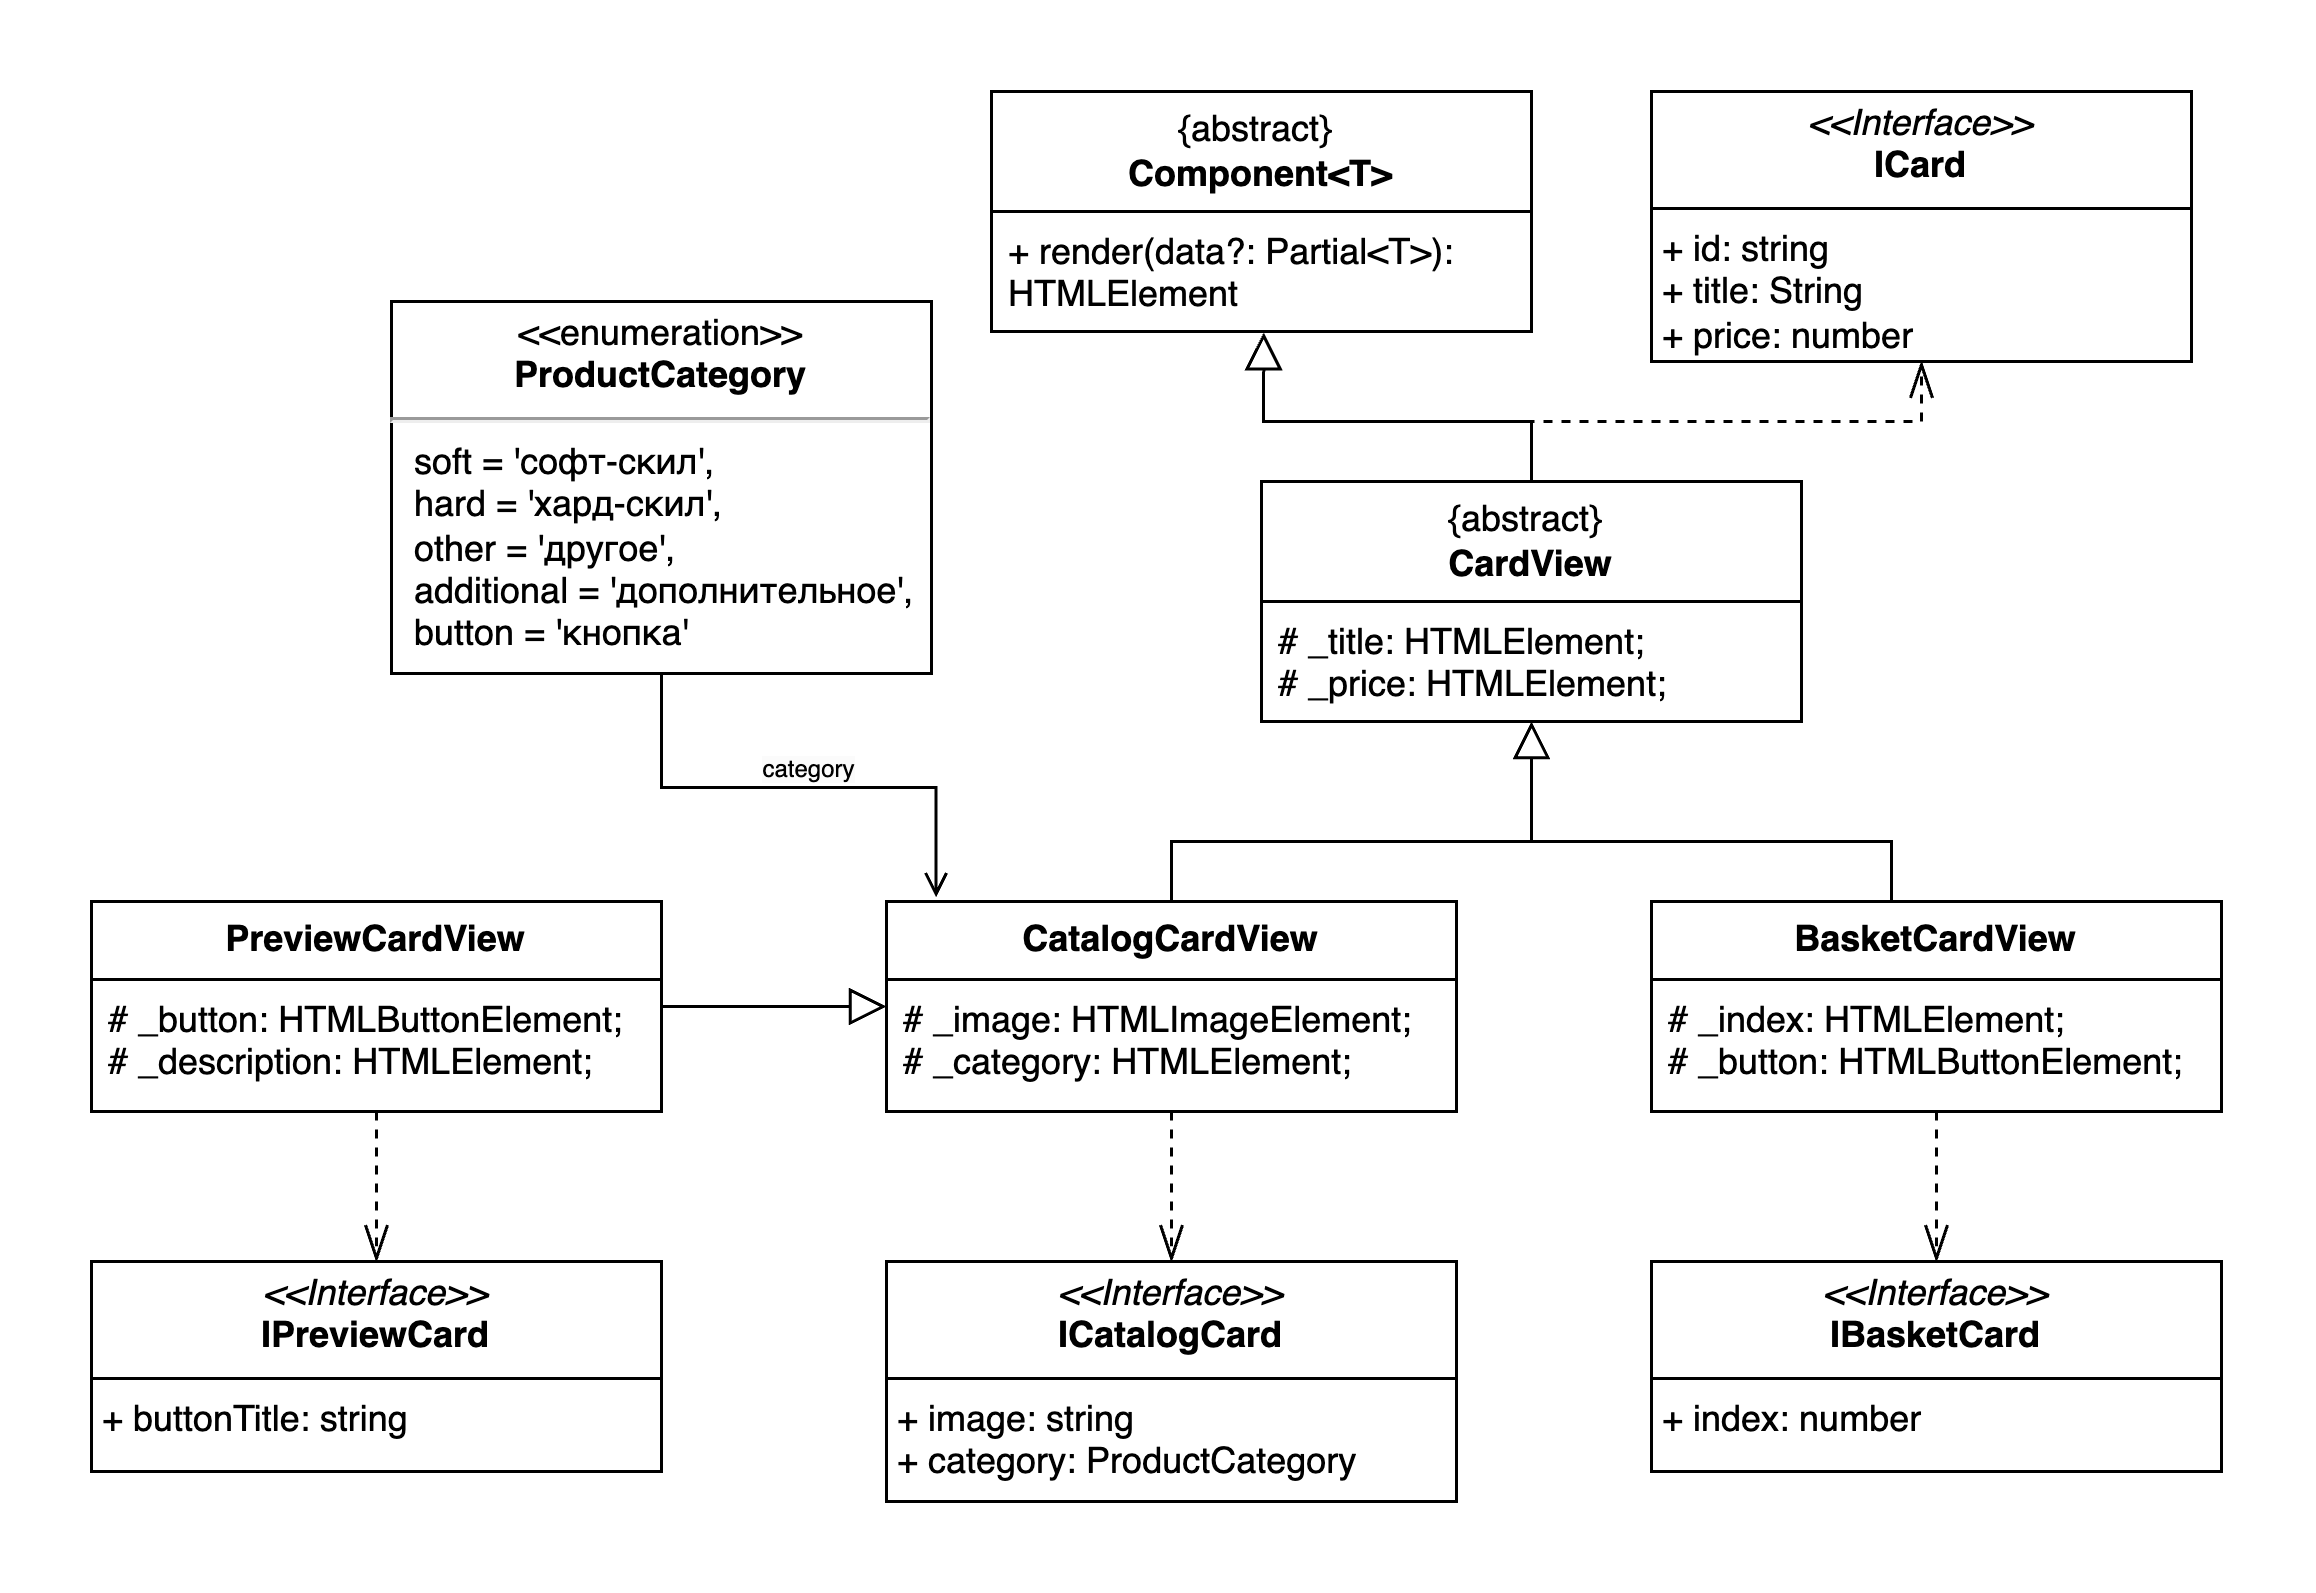 {abstract}
Component<T>
+ render(data?: Partial<T>):
HTMLElement
<<Interface>>
ICard
+ id: string
+ title: String
+ price: number
<<enumeration>>
ProductCategory
soft = 'софт-скил',
hard = 'хард-скил',
other = 'другое',
additional = 'дополнительное',
button = 'кнопка'
{abstract}
CardView
# _title: HTMLElement;
# _price: HTMLElement;
category
PreviewCardView
# _button: HTMLButtonElement;
# _description: HTMLElement;
CatalogCardView
# _image: HTMLImageElement;
# _category: HTMLElement;
BasketCardView
# _index: HTMLElement;
# _button: HTMLButtonElement;
<<Interface>>
IPreviewCard
+ buttonTitle: string
<<Interface>>
ICatalogCard
+ image: string
+ category: ProductCategory
<<Interface>>
IBasketCard
+ index: number